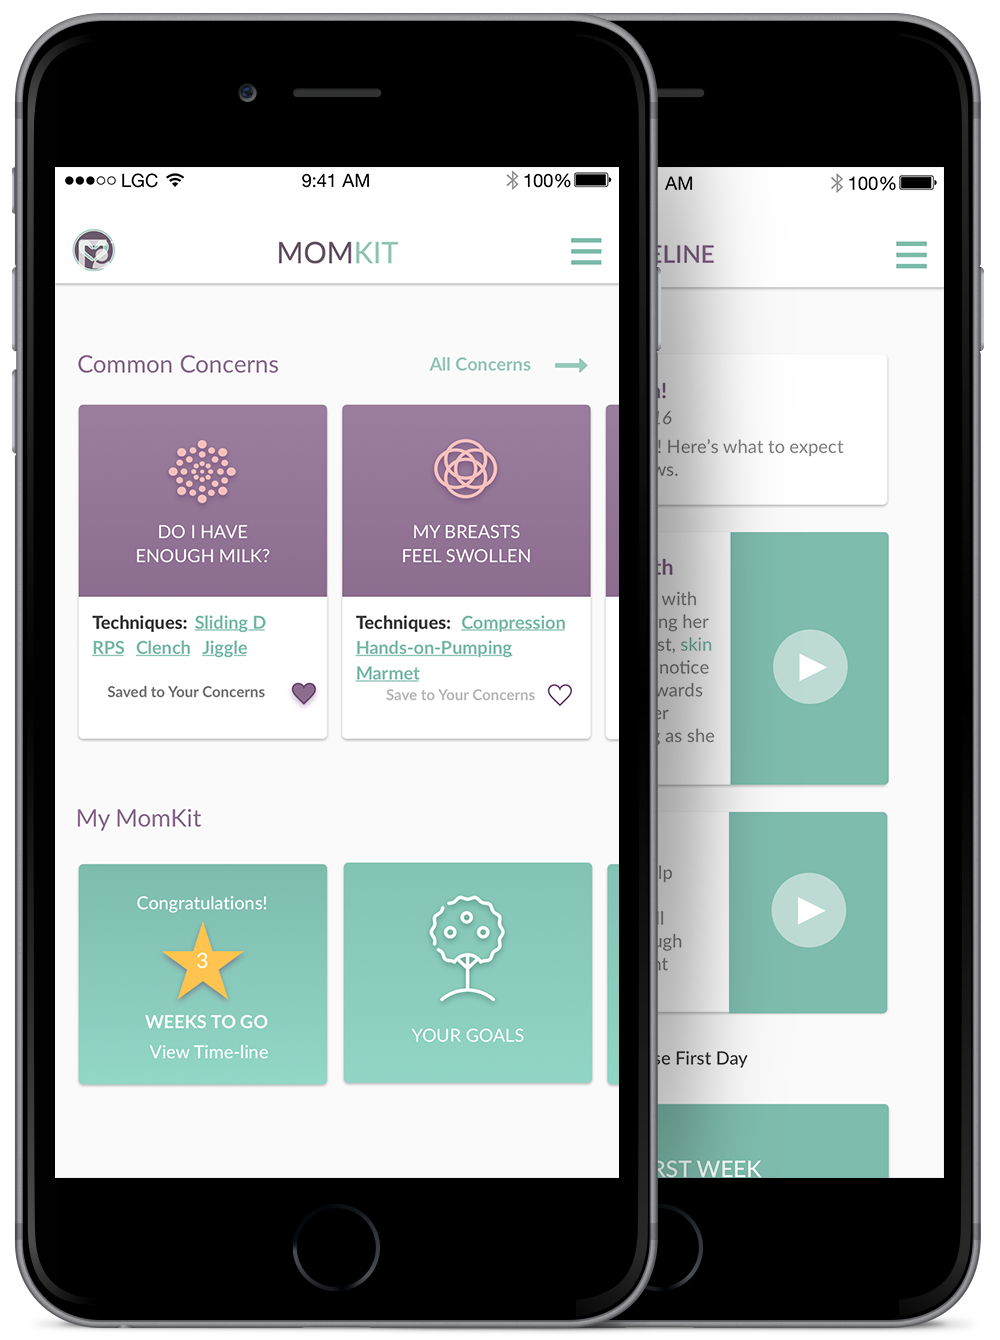 LGC 9:41 AM 100%
MOMKIT
Common Concerns All Concerns
DO I HAVE
ENOUGH MILK?
Techniques: Sliding D
RPS Clench Jiggle
Saved to Your Concerns
MY BREASTS
FEEL SWOLLEN
Techniques: Compression
Hands-on-Pumping
Marmet
Save to Your Concerns
My MomKit
Congratulations!
3
WEEKS TO GO
View Time-line
YOUR GOALS
AM 100%
ELINE
!
16
! Here's what to expect
ws.
th
with
ng her
st, skin
notice
wards
er
g as she
lp
ll
ugh
nt
se First Day
RST WEEK